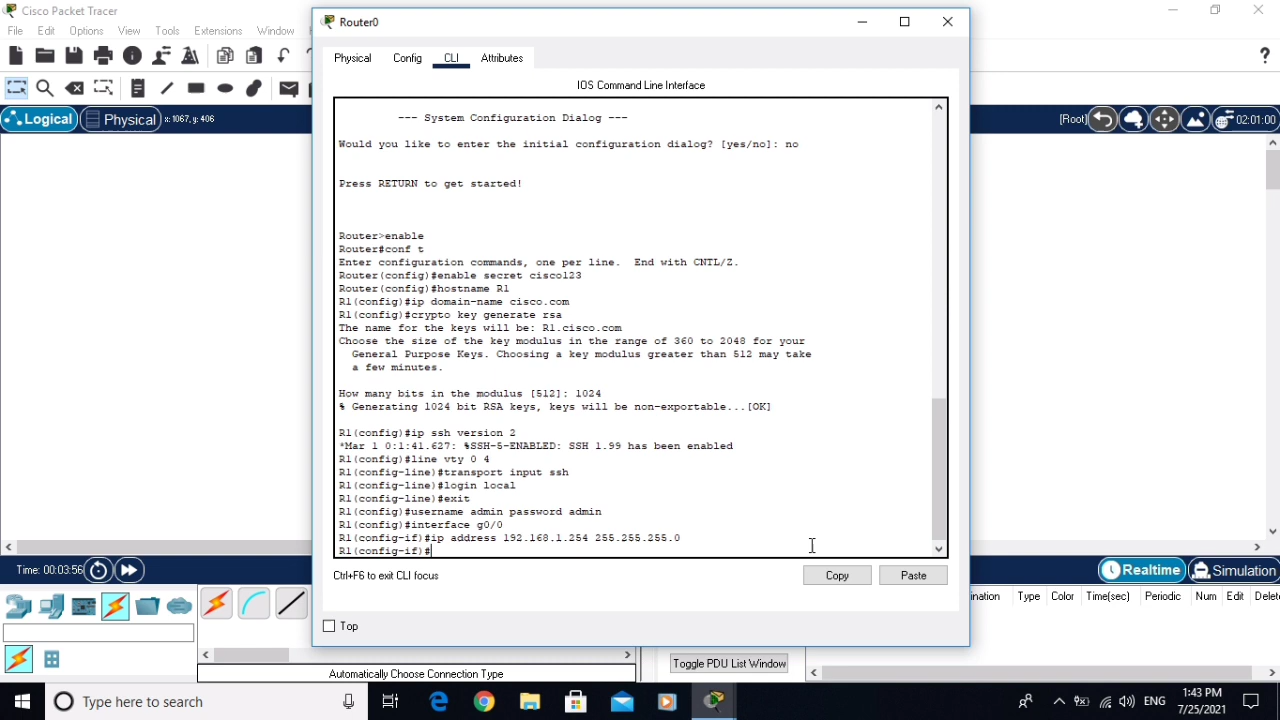 Cisco Packet Tracer
File Edit Options View Tools Extensions Window
Router0
Physical Config CLI Attributes
IOS Command Line Interface
Logical Physical x: 1067, y: 406
[Root] 02:01:00
--- System Configuration Dialog ---
Would you like to enter the initial configuration dialog? [yes/no]: no
Press RETURN to get started!
Router>enable
Router#conf t
Enter configuration commands, one per line.  End with CNTL/Z.
Router(config)#enable secret cisco123
Router(config)#hostname R1
R1(config)#ip domain-name cisco.com
R1(config)#crypto key generate rsa
The name for the keys will be: R1.cisco.com
Choose the size of the key modulus in the range of 360 to 2048 for your
General Purpose Keys. Choosing a key modulus greater than 512 may take
a few minutes.
How many bits in the modulus [512]: 1024
% Generating 1024 bit RSA keys, keys will be non-exportable...[OK]
R1(config)#ip ssh version 2
*Mar 1 0:1:41.627: %SSH-5-ENABLED: SSH 1.99 has been enabled
R1(config)#line vty 0 4
R1(config-line)#transport input ssh
R1(config-line)#login local
R1(config-line)#exit
R1(config)#username admin password admin
R1(config)#interface g0/0
R1(config-if)#ip address 192.168.1.254 255.255.255.0
R1(config-if)#
Ctrl+F6 to exit CLI focus
Copy Paste
Top
Time: 00:03:56
Realtime Simulation
ination Type Color Time(sec) Periodic Num Edit Delete
Automatically Choose Connection Type
Toggle PDU List Window
Type here to search
ENG
1:43 PM
7/25/2021